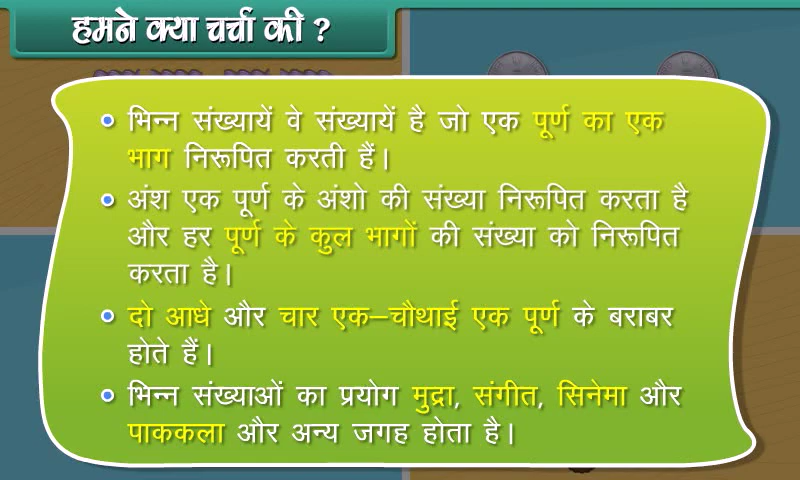 हमने क्या चर्चा की ?
भिन्न संख्यायें वे संख्यायें है जो एक पूर्ण का एक
भाग निरूपित करती हैं।
अंश एक पूर्ण के अंशो की संख्या निरूपित करता है
और हर पूर्ण के कुल भागों की संख्या को निरूपित
करता है।
दो आधे और चार एक–चौथाई एक पूर्ण के बराबर
होते हैं।
भिन्न संख्याओं का प्रयोग मुद्रा, संगीत, सिनेमा और
पाककला और अन्य जगह होता है।